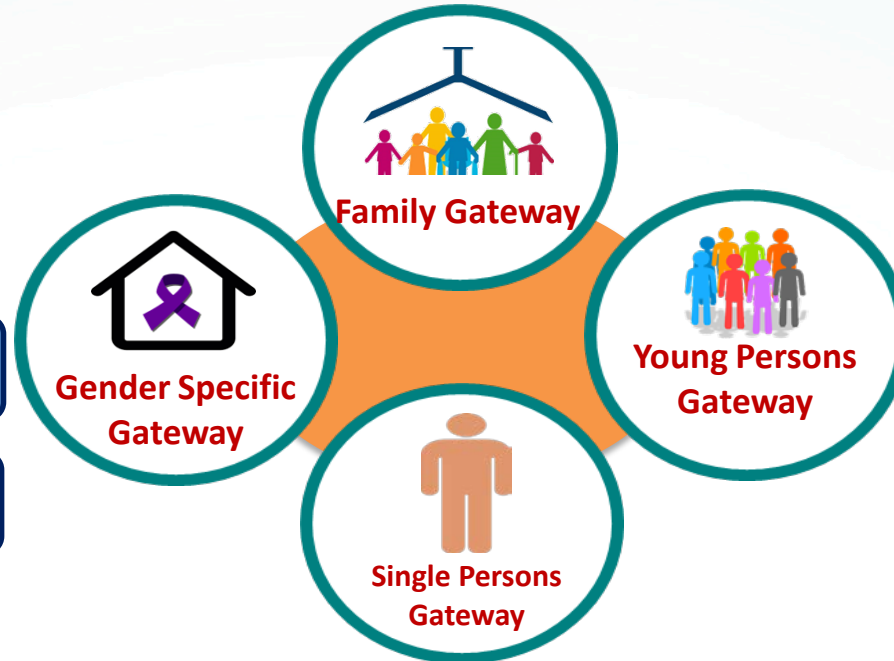 Family Gateway
Gender Specific
Gateway
Young Persons
Gateway
Single Persons
Gateway